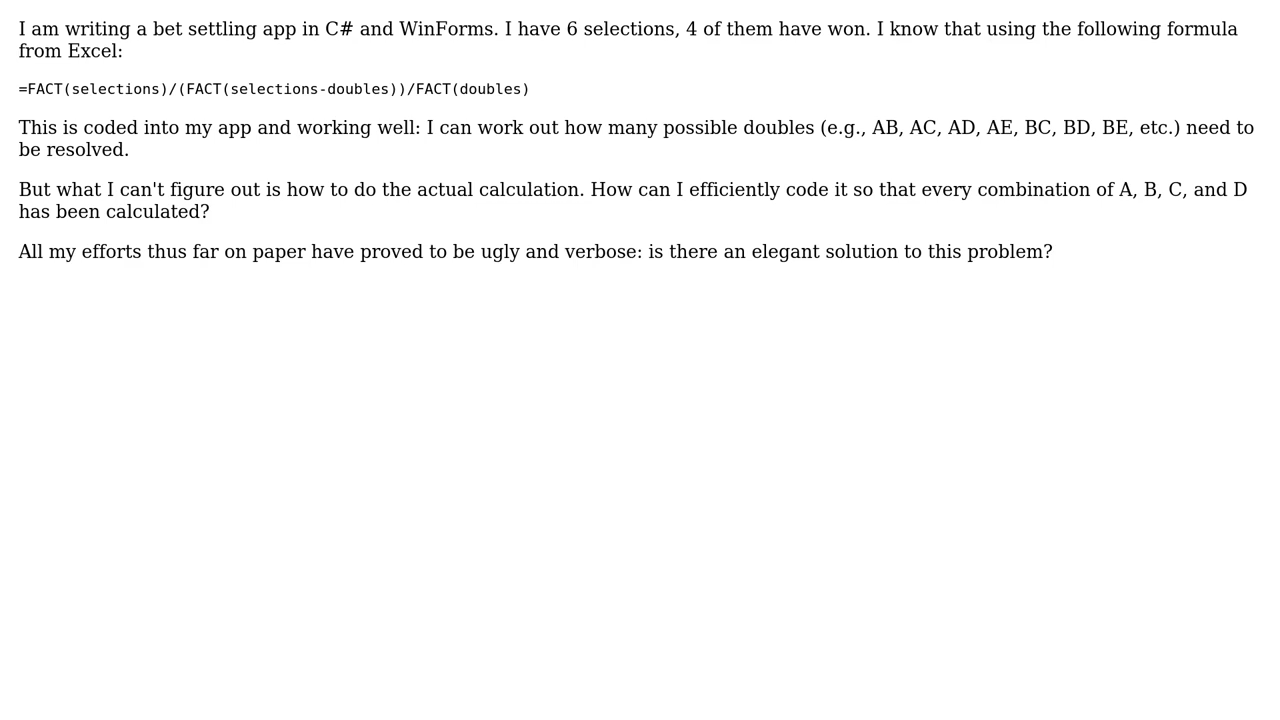 I am writing a bet settling app in C# and WinForms. I have 6 selections, 4 of them have won. I know that using the following formula
from Excel:
=FACT(selections)/(FACT(selections-doubles))/FACT(doubles)
This is coded into my app and working well: I can work out how many possible doubles (e.g., AB, AC, AD, AE, BC, BD, BE, etc.) need to
be resolved.
But what I can't figure out is how to do the actual calculation. How can I efficiently code it so that every combination of A, B, C, and D
has been calculated?
All my efforts thus far on paper have proved to be ugly and verbose: is there an elegant solution to this problem?